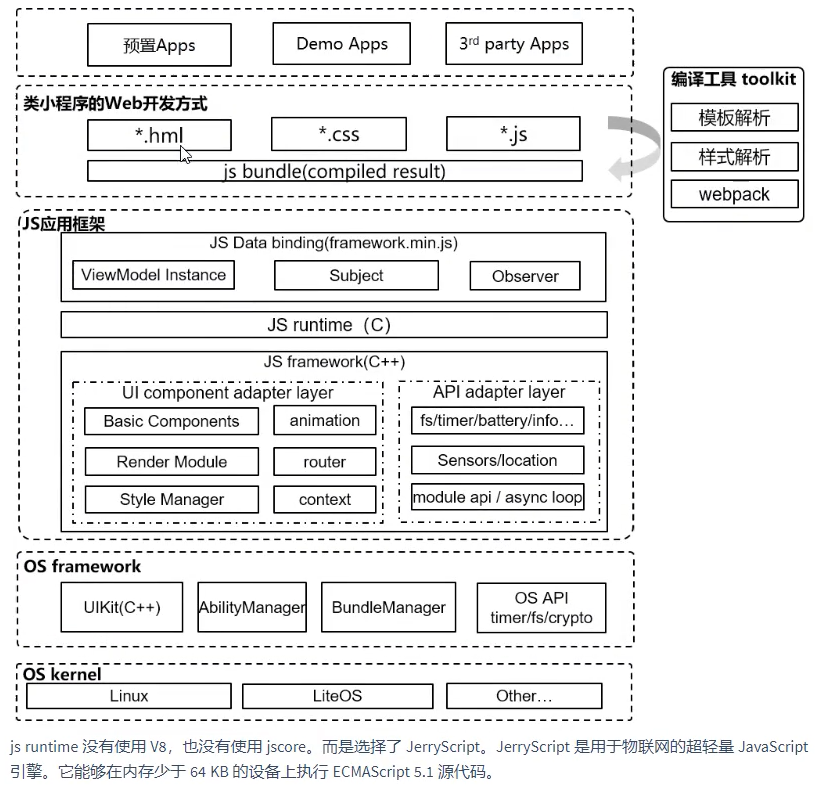 预置Apps
Demo Apps
3rd party Apps
类小程序的Web开发方式
*.hml
*.css
*.js
js bundle(compiled result)
编译工具 toolkit
模板解析
样式解析
webpack
JS应用框架
JS Data binding(framework.min.js)
ViewModel Instance
Subject
Observer
JS runtime（C）
JS framework(C++)
UI component adapter layer
Basic Components
animation
Render Module
router
Style Manager
context
API adapter layer
fs/timer/battery/info…
Sensors/location
module api / async loop
OS framework
UIKit(C++)
AbilityManager
BundleManager
OS API
timer/fs/crypto
OS kernel
Linux
LiteOS
Other…
js runtime 没有使用 V8，也没有使用 jscore。而是选择了 JerryScript。JerryScript 是用于物联网的超轻量 JavaScript
引擎。它能够在内存少于 64 KB 的设备上执行 ECMAScript 5.1 源代码。